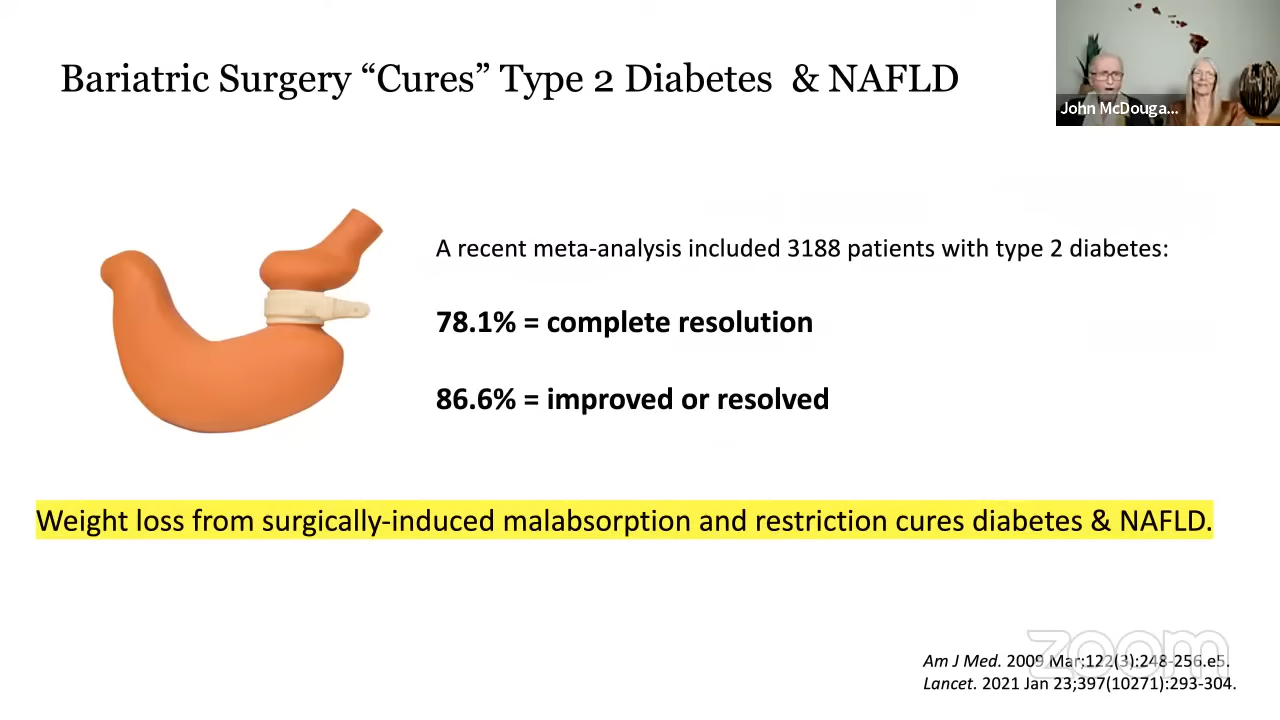 Bariatric Surgery “Cures” Type 2 Diabetes & NAFLD
John McDouga...
A recent meta-analysis included 3188 patients with type 2 diabetes:
78.1% = complete resolution
86.6% = improved or resolved
Weight loss from surgically-induced malabsorption and restriction cures diabetes & NAFLD.
zoom
Am J Med. 2009 Mar;122(3):248-256.e5.
Lancet. 2021 Jan 23;397(10271):293-304.